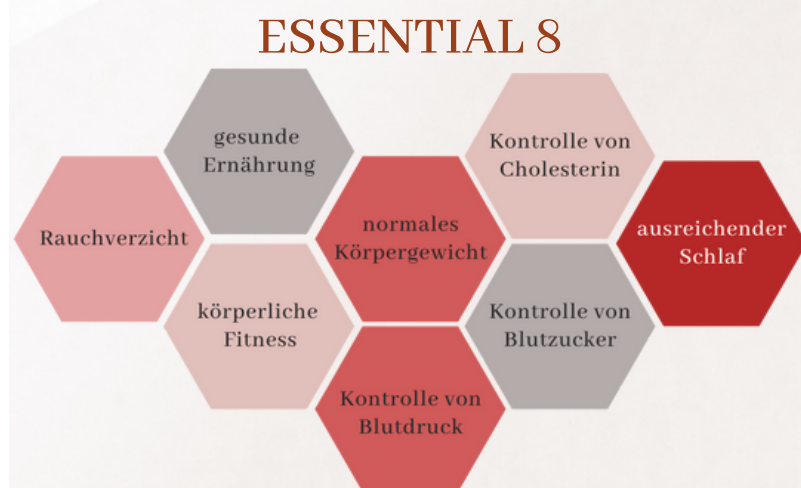 ESSENTIAL 8
gesunde
Ernährung
Kontrolle von
Cholesterin
Rauchverzicht
normales
Körpergewicht
ausreichender
Schlaf
körperliche
Fitness
Kontrolle von
Blutzucker
Kontrolle von
Blutdruck